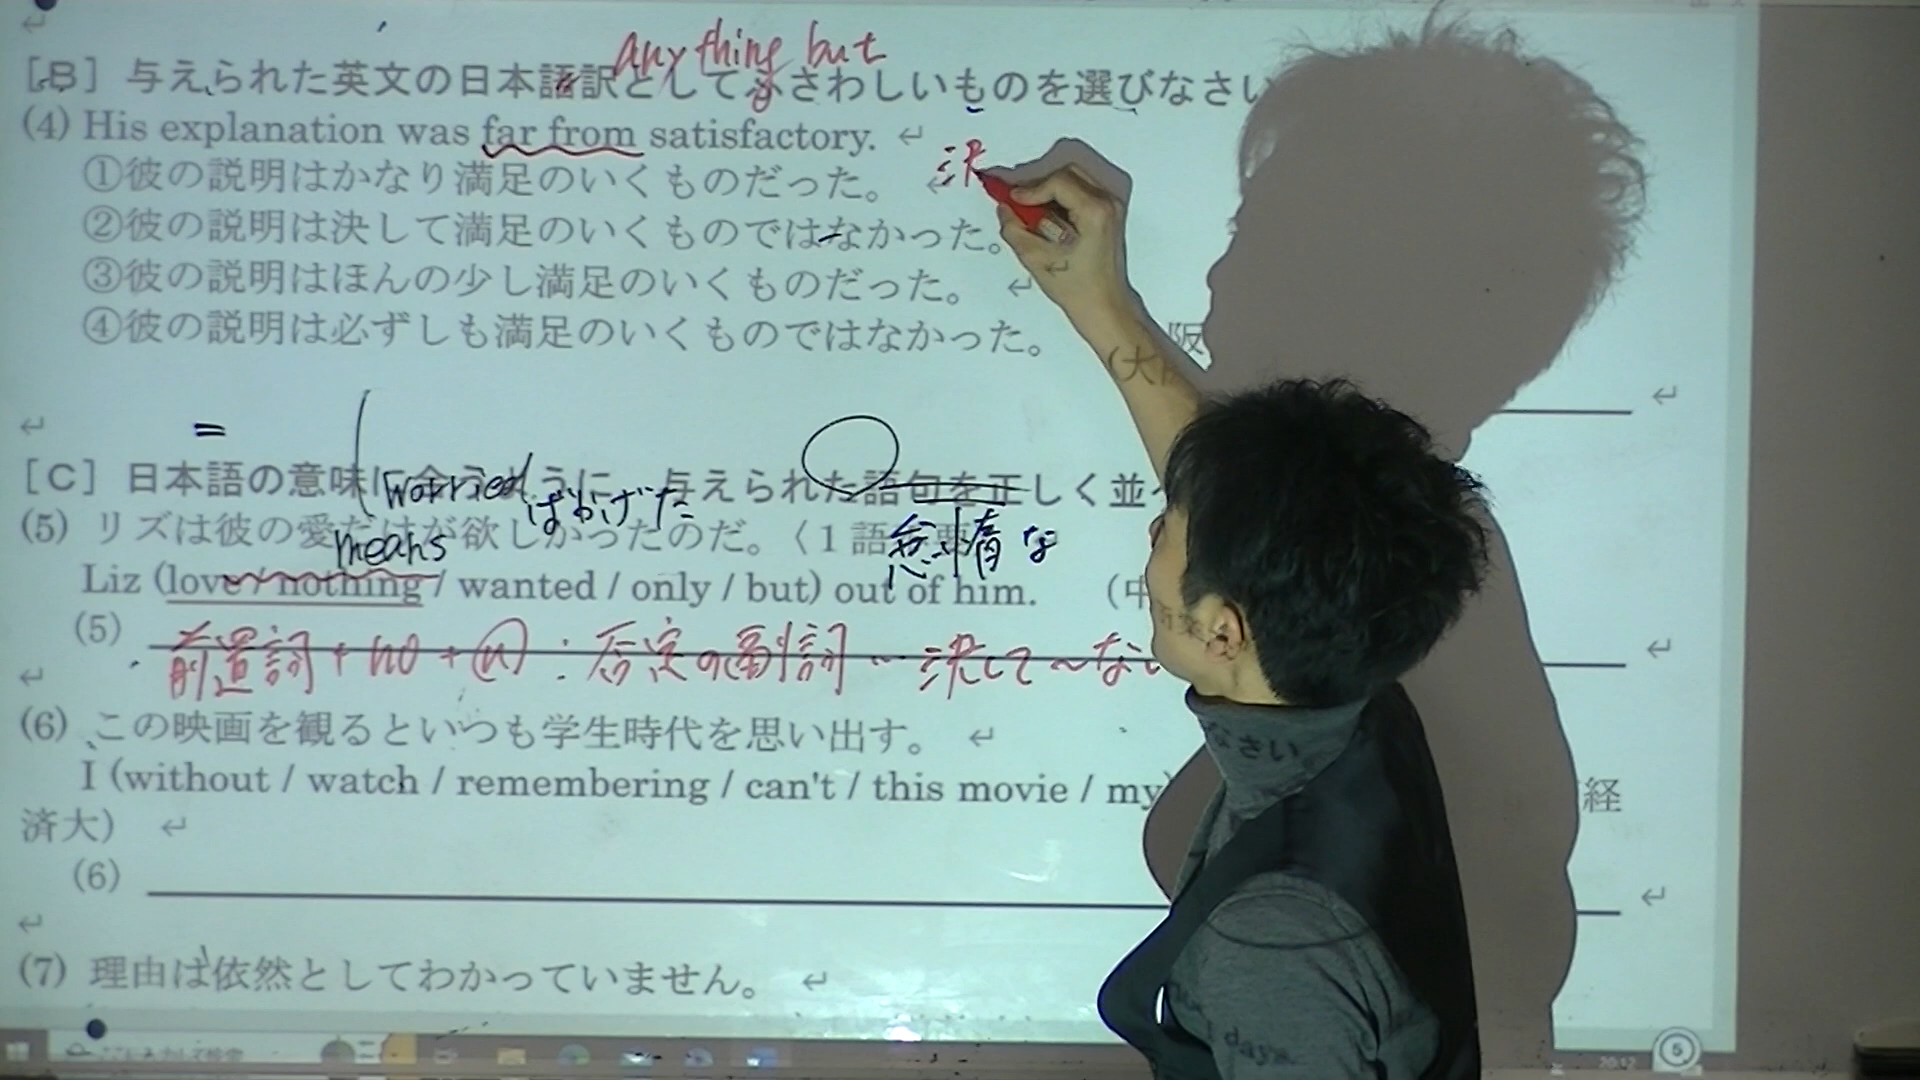 anything but
［B］与えられた英文の日本語訳としてふさわしいものを選びなさい
(4) His explanation was far from satisfactory.
決
①彼の説明はかなり満足のいくものだった。
②彼の説明は決して満足のいくものではなかった。
③彼の説明はほんの少し満足のいくものだった。
④彼の説明は必ずしも満足のいくものではなかった。
(大阪
=
［C］日本語の意味に合うように、与えられた語句を正しく並べ
worried
ばかげた
(5) リズは彼の愛だけが欲しかったのだ。〈1語
means
怠惰な
Liz (love / nothing / wanted / only / but) out of him. (中
(5)
前置詞 + no + n : 否定の副詞 ~ 決して~ない
(6) この映画を観るといつも学生時代を思い出す。
I (without / watch / remembering / can't / this movie / my)
経
済大)
(6)
なさい
(7) 理由は依然としてわかっていません。
days
20:12
5